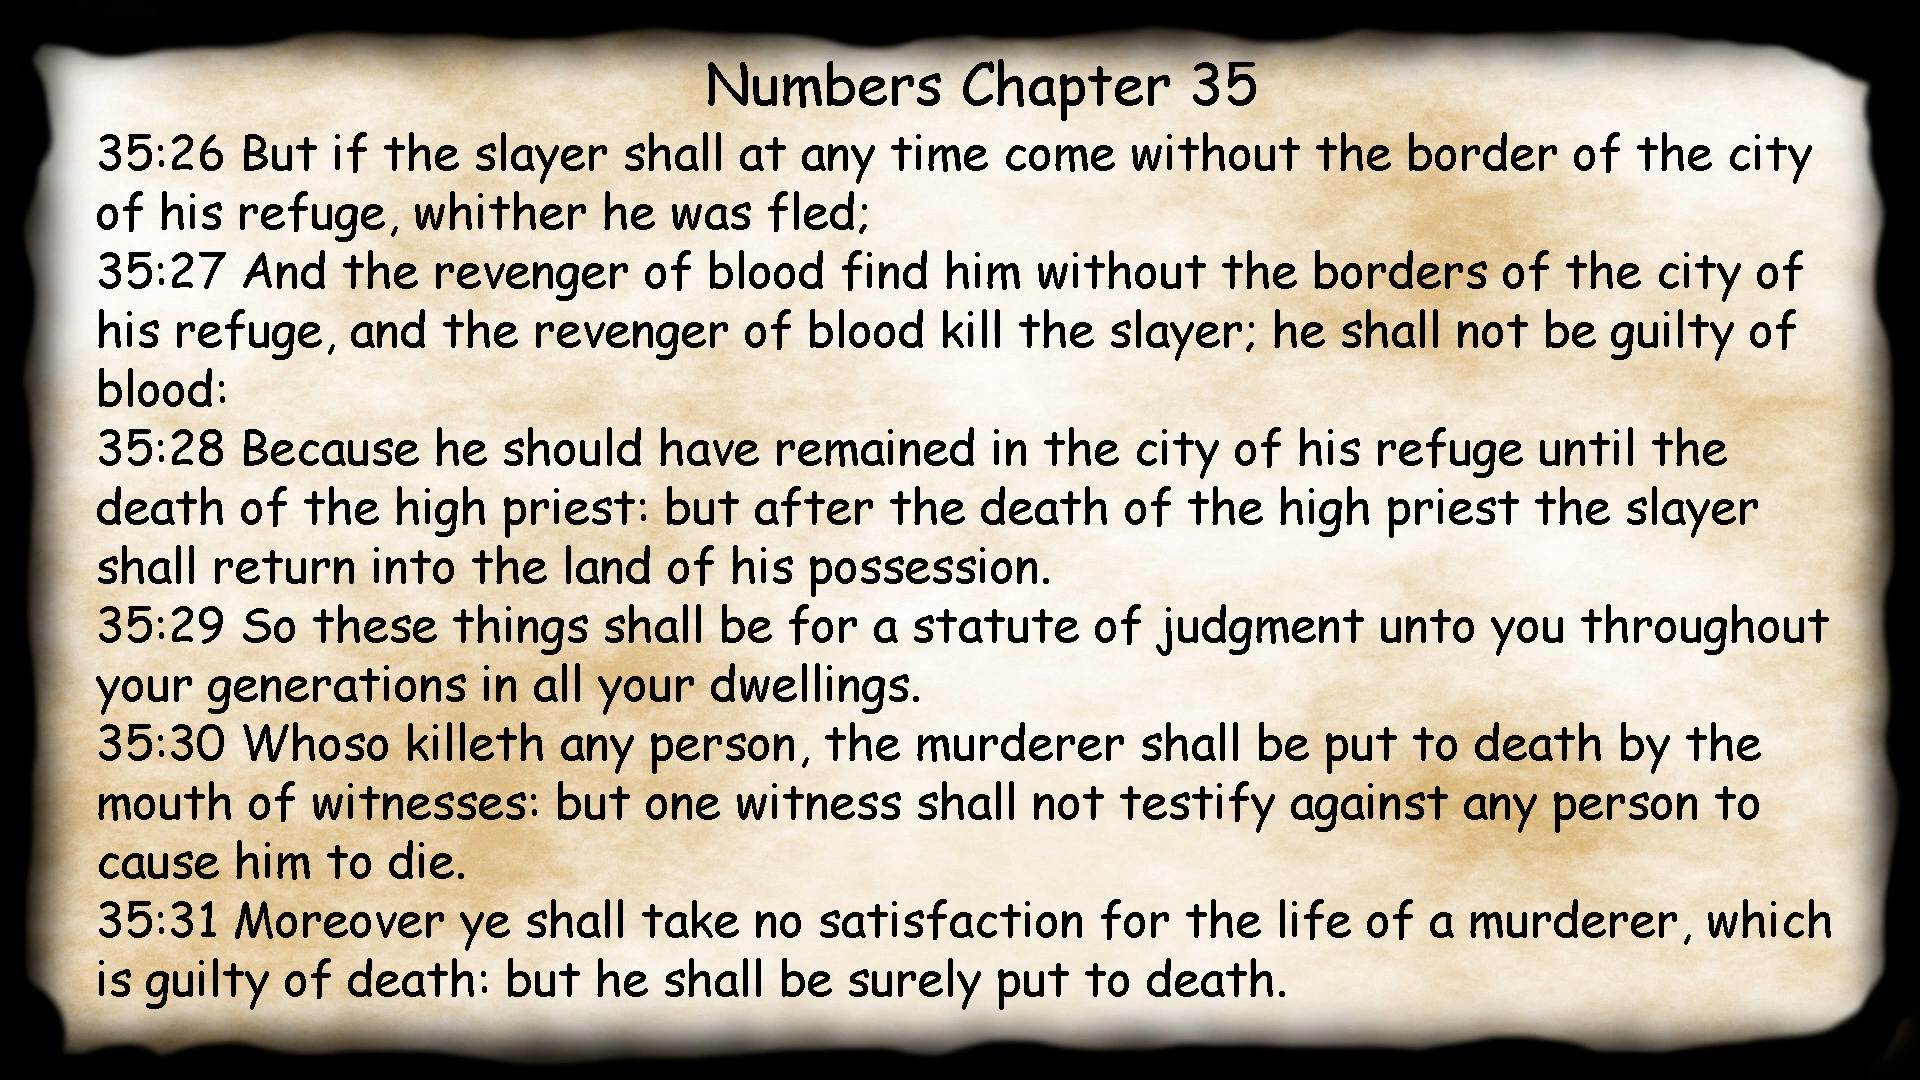 Numbers Chapter 35
35:26 But if the slayer shall at any time come without the border of the city
of his refuge, whither he was fled;
35:27 And the revenger of blood find him without the borders of the city of
his refuge, and the revenger of blood kill the slayer; he shall not be guilty of
blood:
35:28 Because he should have remained in the city of his refuge until the
death of the high priest: but after the death of the high priest the slayer
shall return into the land of his possession.
35:29 So these things shall be for a statute of judgment unto you throughout
your generations in all your dwellings.
35:30 Whoso killeth any person, the murderer shall be put to death by the
mouth of witnesses: but one witness shall not testify against any person to
cause him to die.
35:31 Moreover ye shall take no satisfaction for the life of a murderer, which
is guilty of death: but he shall be surely put to death.